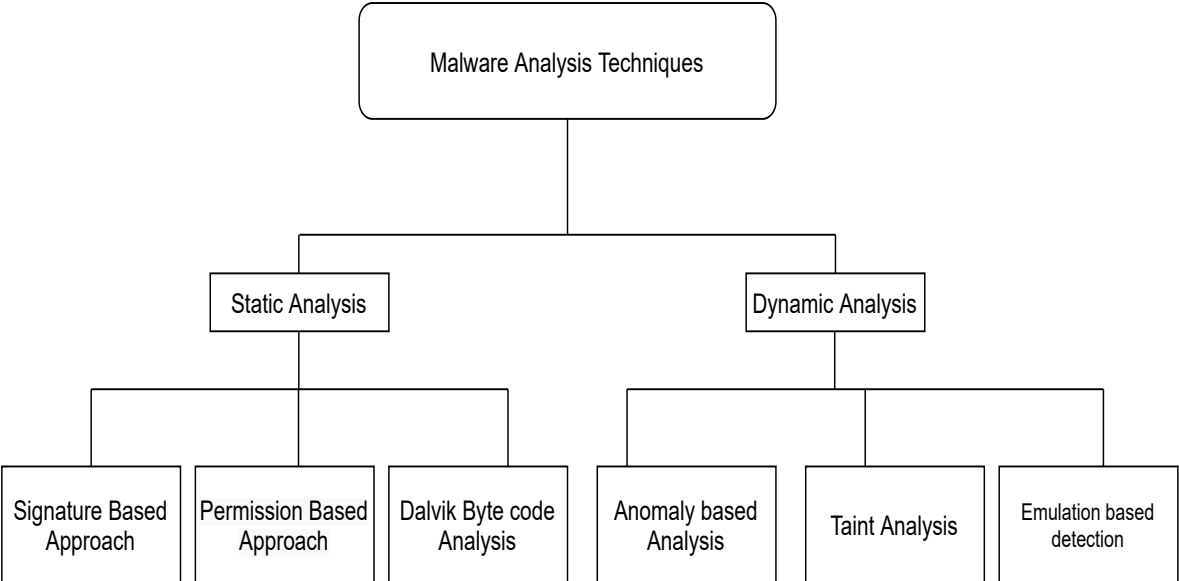 Malware Analysis Techniques
Static Analysis
Dynamic Analysis
Signature Based
Approach
Permission Based
Approach
Dalvik Byte code
Analysis
Anomaly based
Analysis
Taint Analysis
Emulation based
detection